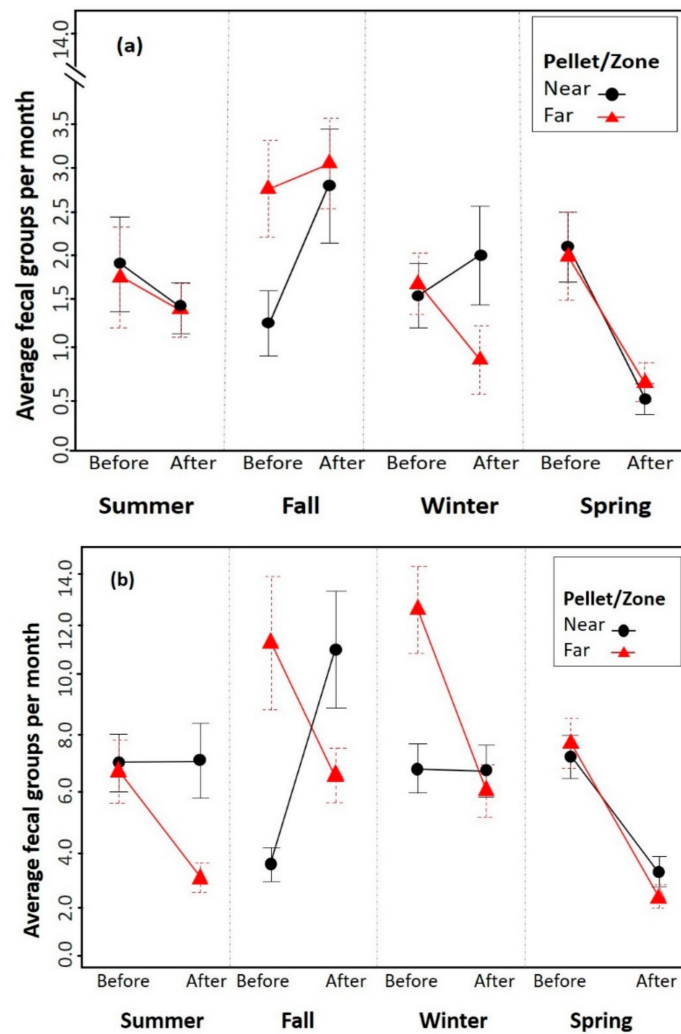 (a)
Pellet/Zone
Near
Far
Average fecal groups per month
14.0
3.5
3.0
2.5
2.0
1.5
1.0
0.5
0.0
Before After Before After Before After Before After
Summer Fall Winter Spring
(b)
Pellet/Zone
Near
Far
Average fecal groups per month
14.0
12.0
10.0
8.0
6.0
4.0
2.0
0.0
Before After Before After Before After Before After
Summer Fall Winter Spring